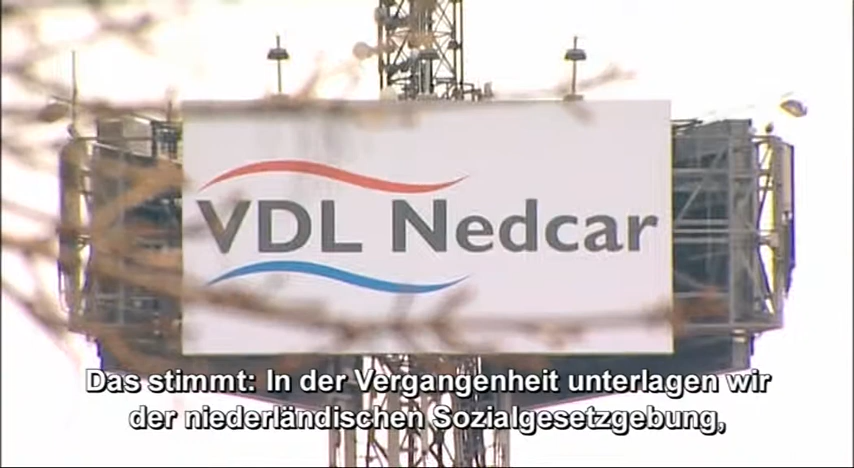 VDL Nedcar
Das stimmt: In der Vergangenheit unterlagen wir
der niederländischen Sozialgesetzgebung,